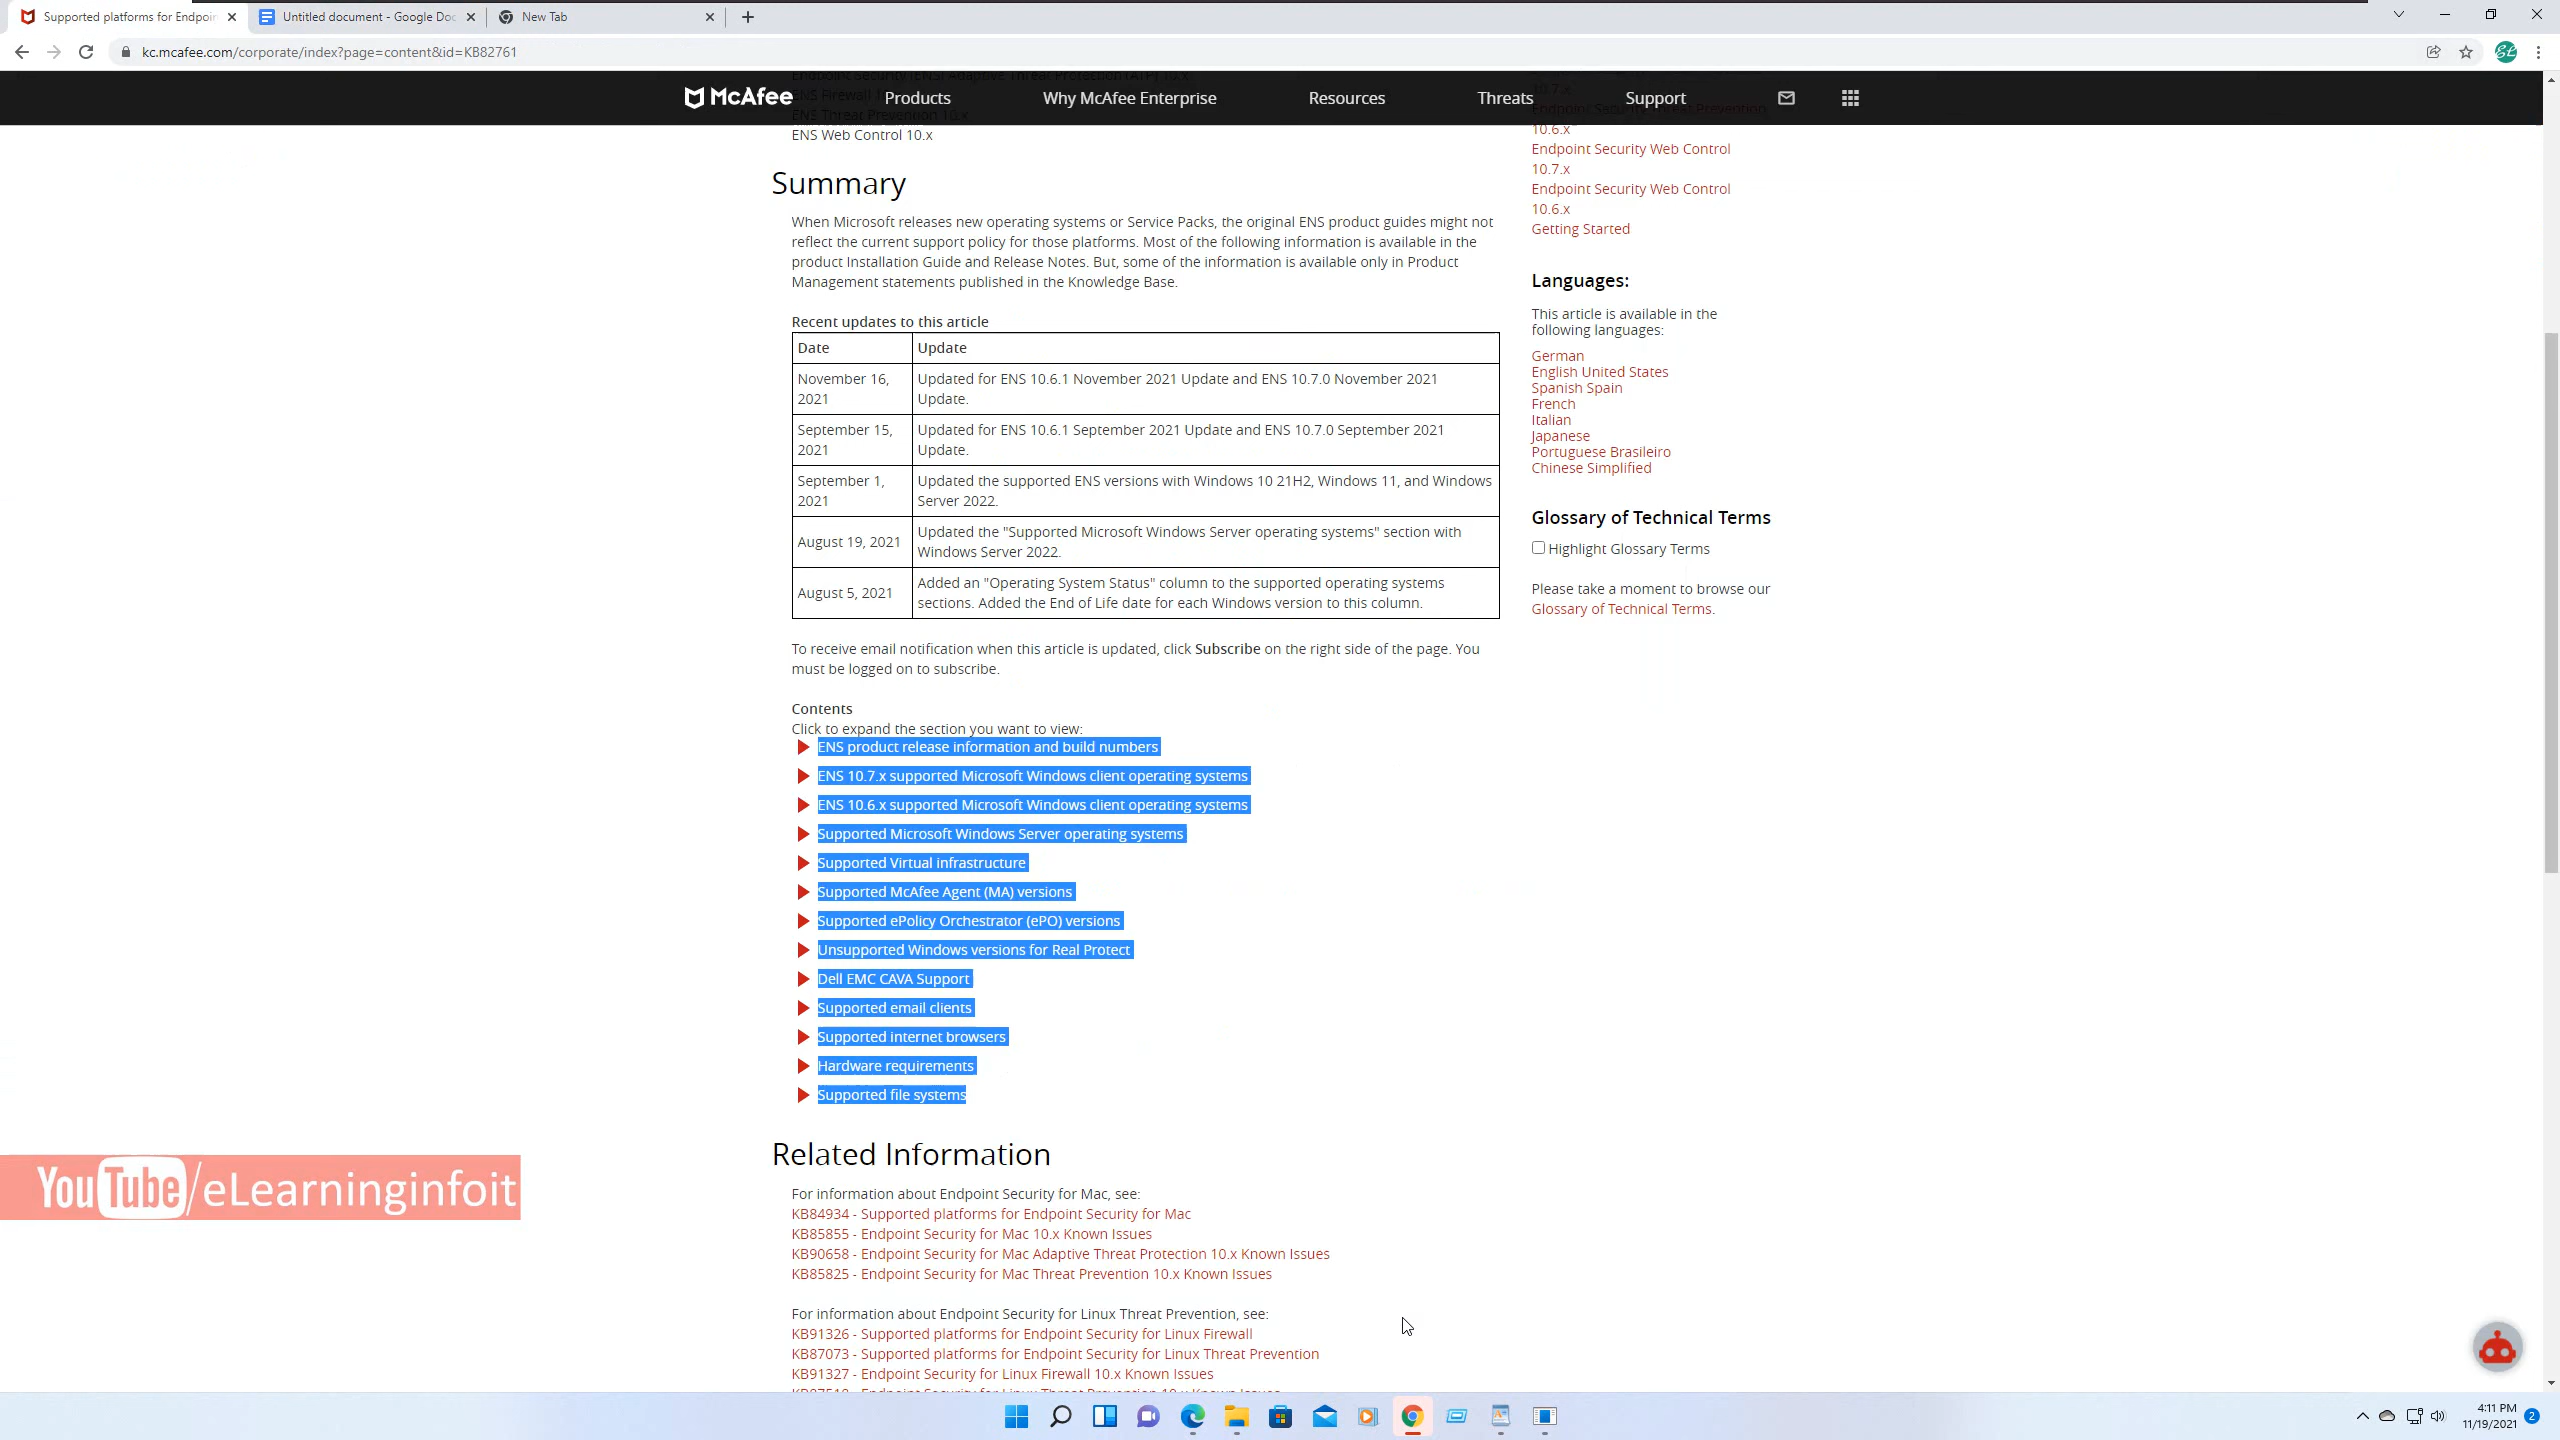 Supported platforms for Endpoin
Untitled document - Google Doc
New Tab
kc.mcafee.com/corporate/index?page=content&id=KB82761
Endpoint Security (ENS) Adaptive Threat Protection (ATP) 10.x
McAfee
Products
Why McAfee Enterprise
Resources
Threats
Support
ENS Firewall
ENS Threat Prevention 10.x
ENS Web Control 10.x
Summary
When Microsoft releases new operating systems or Service Packs, the original ENS product guides might not
reflect the current support policy for those platforms. Most of the following information is available in the
product Installation Guide and Release Notes. But, some of the information is available only in Product
Management statements published in the Knowledge Base.
Recent updates to this article
Date Update
November 16, Updated for ENS 10.6.1 November 2021 Update and ENS 10.7.0 November 2021
2021 Update.
September 15, Updated for ENS 10.6.1 September 2021 Update and ENS 10.7.0 September 2021
2021 Update.
September 1, Updated the supported ENS versions with Windows 10 21H2, Windows 11, and Windows
2021 Server 2022.
August 19, 2021 Updated the "Supported Microsoft Windows Server operating systems" section with
Windows Server 2022.
August 5, 2021 Added an "Operating System Status" column to the supported operating systems
sections. Added the End of Life date for each Windows version to this column.
To receive email notification when this article is updated, click Subscribe on the right side of the page. You
must be logged on to subscribe.
Contents
Click to expand the section you want to view:
ENS product release information and build numbers
ENS 10.7.x supported Microsoft Windows client operating systems
ENS 10.6.x supported Microsoft Windows client operating systems
Supported Microsoft Windows Server operating systems
Supported Virtual infrastructure
Supported McAfee Agent (MA) versions
Supported ePolicy Orchestrator (ePO) versions
Unsupported Windows versions for Real Protect
Dell EMC CAVA Support
Supported email clients
Supported internet browsers
Hardware requirements
Supported file systems
Related Information
For information about Endpoint Security for Mac, see:
KB84934 - Supported platforms for Endpoint Security for Mac
KB85855 - Endpoint Security for Mac 10.x Known Issues
KB90658 - Endpoint Security for Mac Adaptive Threat Protection 10.x Known Issues
KB85825 - Endpoint Security for Mac Threat Prevention 10.x Known Issues
For information about Endpoint Security for Linux Threat Prevention, see:
KB91326 - Supported platforms for Endpoint Security for Linux Firewall
KB87073 - Supported platforms for Endpoint Security for Linux Threat Prevention
KB91327 - Endpoint Security for Linux Firewall 10.x Known Issues
10.7.x
Endpoint Security Threat Prevention
10.6.x
Endpoint Security Web Control
10.7.x
Endpoint Security Web Control
10.6.x
Getting Started
Languages:
This article is available in the
following languages:
German
English United States
Spanish Spain
French
Italian
Japanese
Portuguese Brasileiro
Chinese Simplified
Glossary of Technical Terms
Highlight Glossary Terms
Please take a moment to browse our
Glossary of Technical Terms.
YouTube/eLearninginfoit
4:11 PM
11/19/2021
2